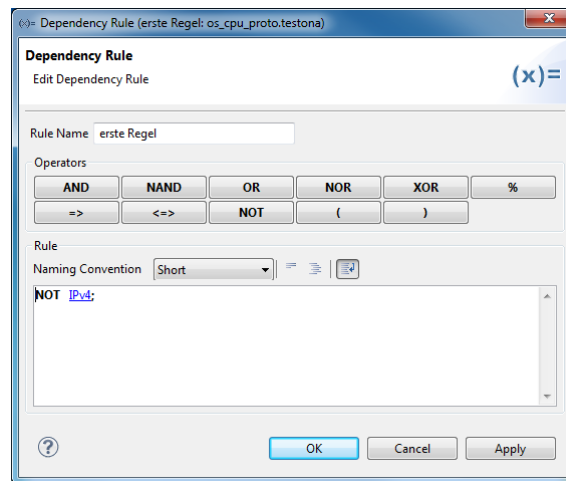 (x)= Dependency Rule (erste Regel: os_cpu_proto.testona)
Dependency Rule
Edit Dependency Rule
(x)=
Rule Name erste Regel
Operators
AND NAND OR NOR XOR %
=> <=> NOT ( )
Rule
Naming Convention Short
NOT IPv4;
? OK Cancel Apply